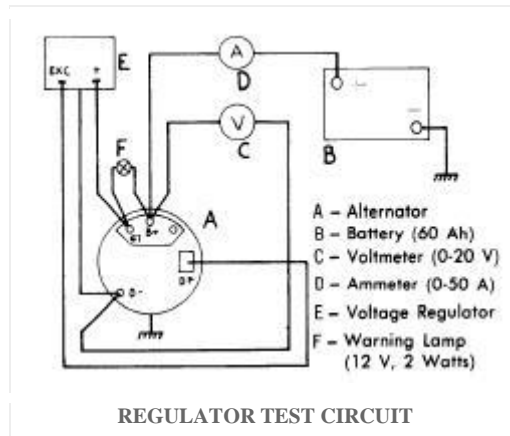 EXC +
E
A
D
V
C
F
B
A
B+
D-
DF
A – Alternator
B – Battery (60 Ah)
C – Voltmeter (0-20 V)
D – Ammeter (0-50 A)
E – Voltage Regulator
F – Warning Lamp
(12 V, 2 Watts)
REGULATOR TEST CIRCUIT